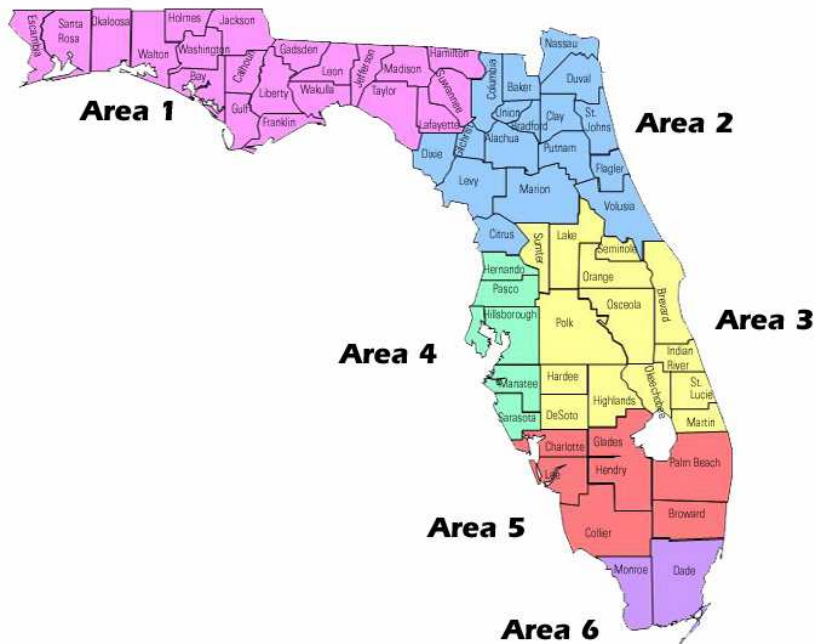 Escambia
Santa
Rosa
Okaloosa
Walton
Holmes
Washington
Bay
Jackson
Calhoun
Gulf
Gadsden
Liberty
Franklin
Leon
Wakulla
Jefferson
Madison
Taylor
Hamilton
Suwannee
Lafayette
Area 1
Columbia
Baker
Nassau
Duval
Union
Bradford
Clay
St.
Johns
Gilchrist
Alachua
Putnam
Dixie
Levy
Marion
Flagler
Volusia
Citrus
Area 2
Sumter
Lake
Seminole
Orange
Osceola
Brevard
Polk
Indian
River
Hardee
Highlands
Okeechobee
St.
Lucie
DeSoto
Martin
Area 3
Hernando
Pasco
Hillsborough
Manatee
Sarasota
Area 4
Charlotte
Glades
Lee
Hendry
Palm Beach
Collier
Broward
Area 5
Monroe
Dade
Area 6